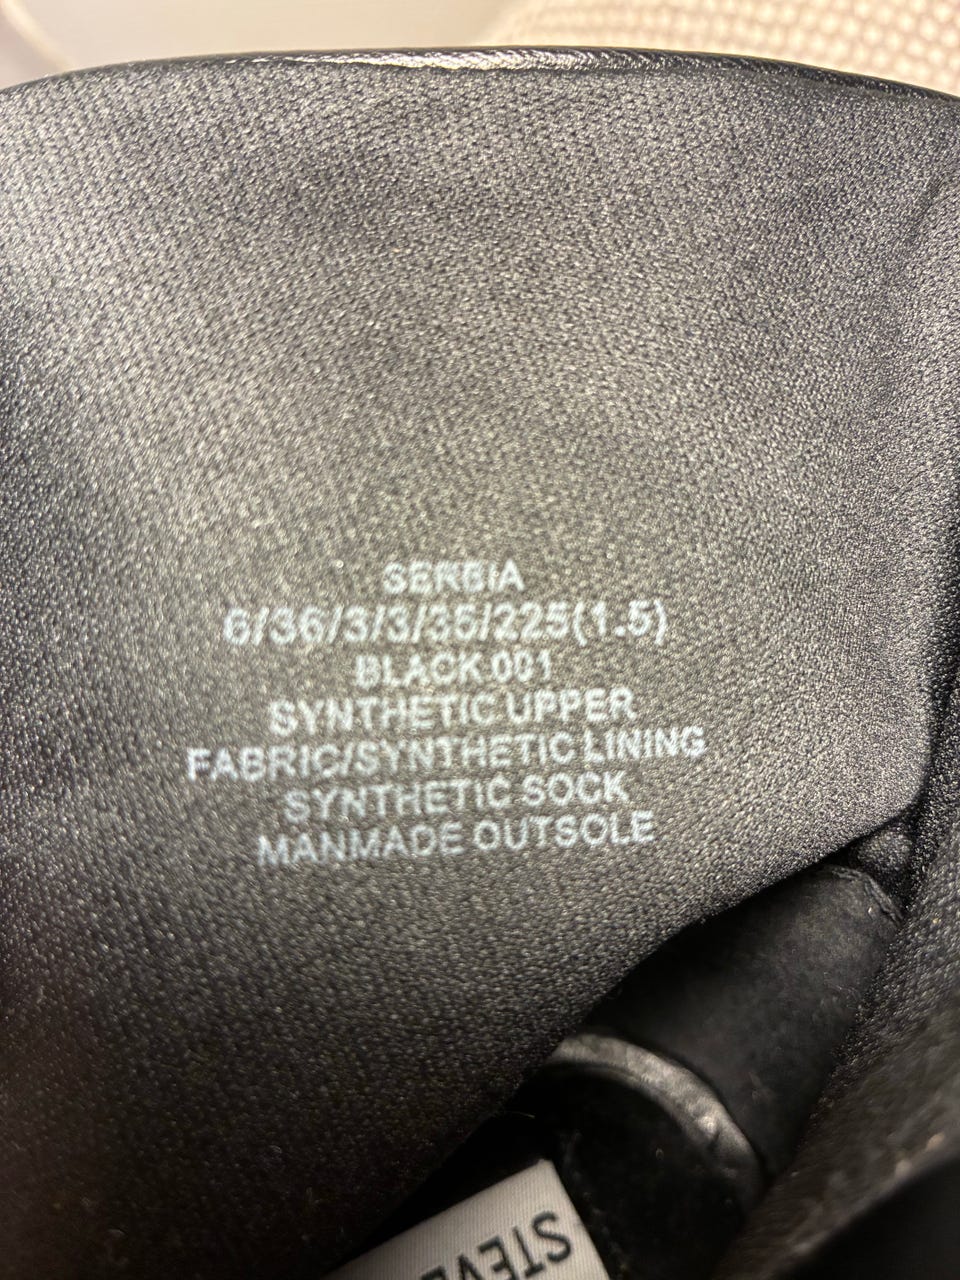 SERBIA
6/36/3/3/35/225(1.5)
BLACK 001
SYNTHETIC UPPER
FABRIC/SYNTHETIC LINING
SYNTHETIC SOCK
MANMADE OUTSOLE
STEVE